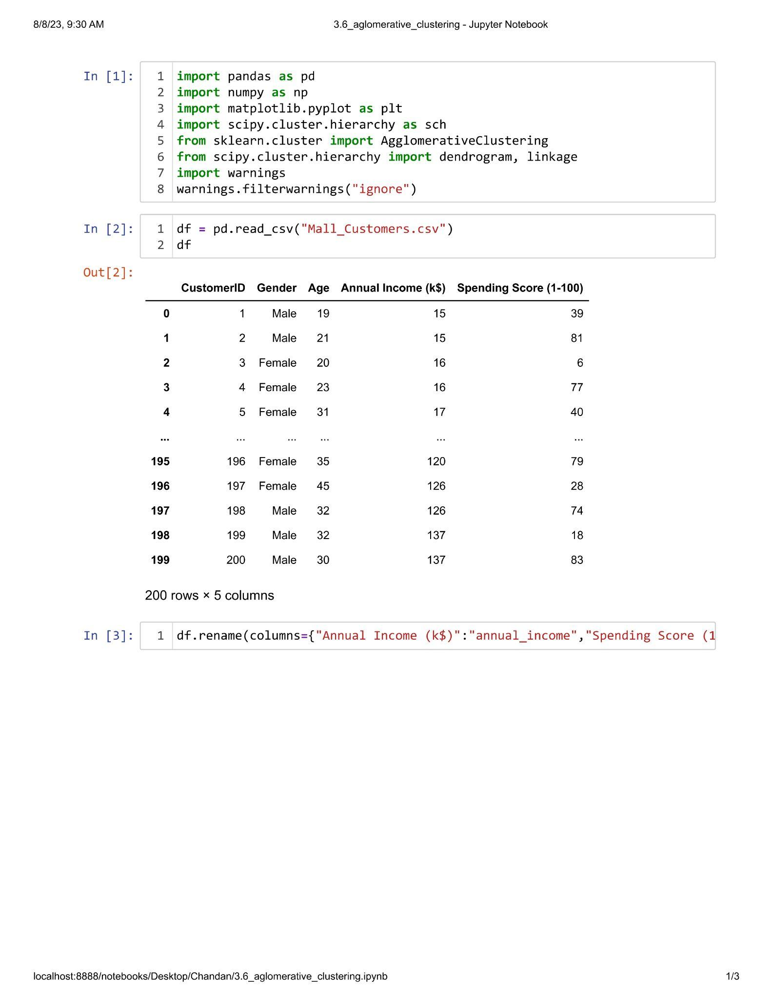 8/8/23, 9:30 AM 3.6_aglomerative_clustering - Jupyter Notebook
In [1]: 1 import pandas as pd
2 import numpy as np
3 import matplotlib.pyplot as plt
4 import scipy.cluster.hierarchy as sch
5 from sklearn.cluster import AgglomerativeClustering
6 from scipy.cluster.hierarchy import dendrogram, linkage
7 import warnings
8 warnings.filterwarnings("ignore")
In [2]: 1 df = pd.read_csv("Mall_Customers.csv")
2 df
Out[2]:
CustomerID Gender Age Annual Income (k$) Spending Score (1-100)
0 1 Male 19 15 39
1 2 Male 21 15 81
2 3 Female 20 16 6
3 4 Female 23 16 77
4 5 Female 31 17 40
... ... ... ... ... ...
195 196 Female 35 120 79
196 197 Female 45 126 28
197 198 Male 32 126 74
198 199 Male 32 137 18
199 200 Male 30 137 83
200 rows × 5 columns
In [3]: 1 df.rename(columns={"Annual Income (k$)":"annual_income","Spending Score (1
localhost:8888/notebooks/Desktop/Chandan/3.6_aglomerative_clustering.ipynb 1/3